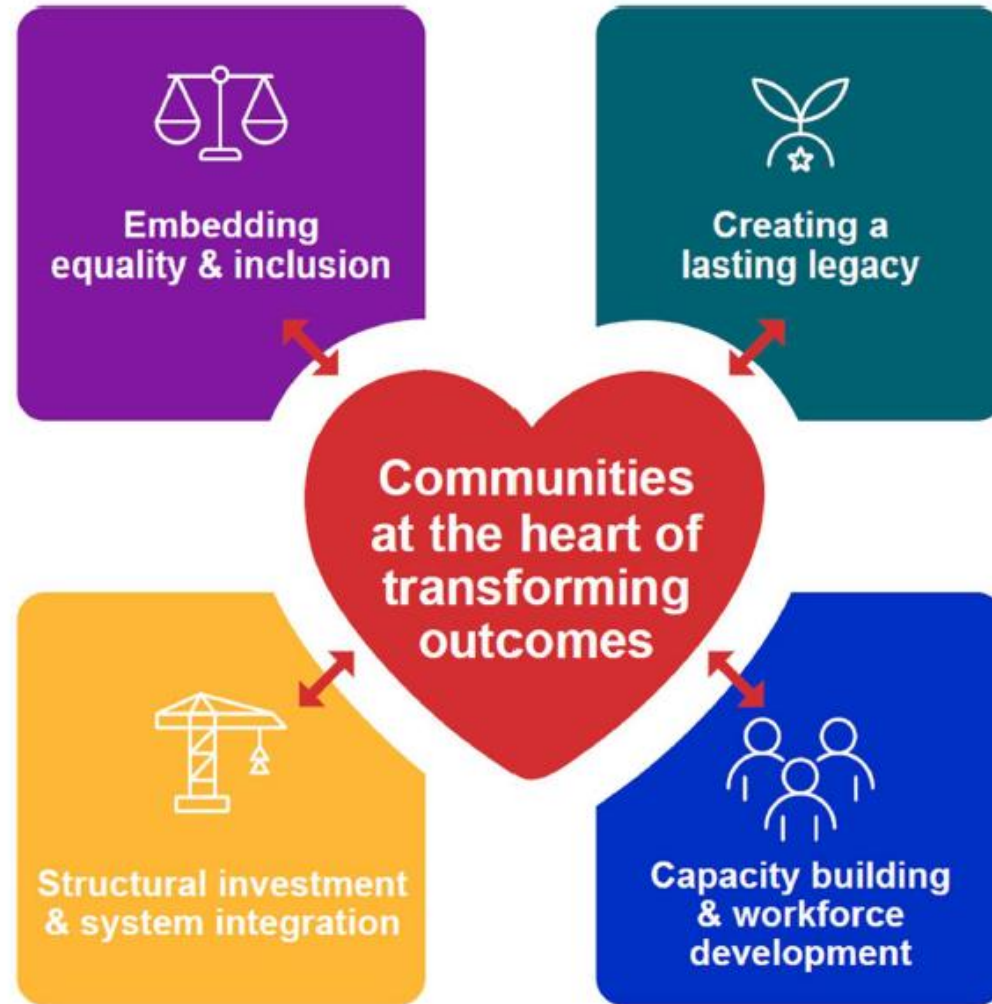 Embedding
equality & inclusion
Creating a
lasting legacy
Communities
at the heart of
transforming
outcomes
Structural investment
& system integration
Capacity building
& workforce
development